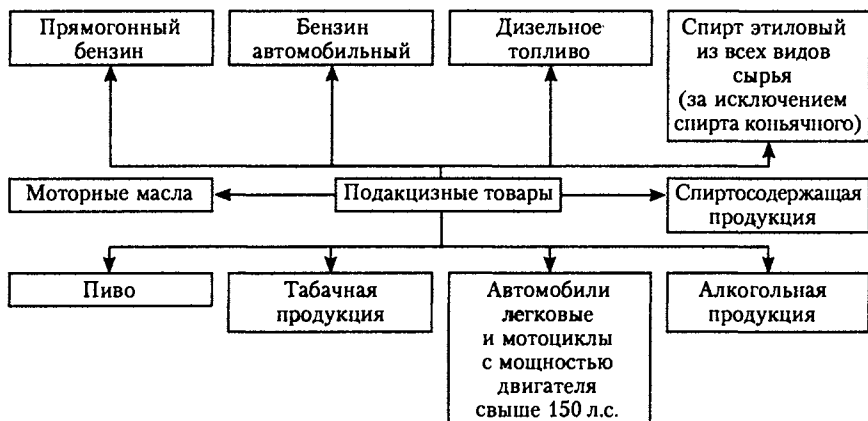 Прямогонный
бензин
Бензин
автомобильный
Дизельное
топливо
Спирт этиловый
из всех видов
сырья
(за исключением
спирта коньячного)
Моторные масла
Подакцизные товары
Спиртосодержащая
продукция
Пиво
Табачная
продукция
Автомобили
легковые
и мотоциклы
с мощностью
двигателя
свыше 150 л.с.
Алкогольная
продукция